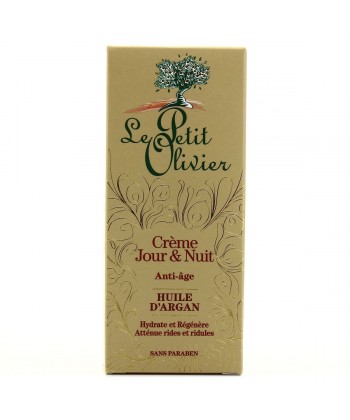 Le Petit
Olivier
Crème
Jour & Nuit
Anti-âge
HUILE
D'ARGAN
Hydrate et Régénère
Atténue rides et ridules
SANS PARABEN